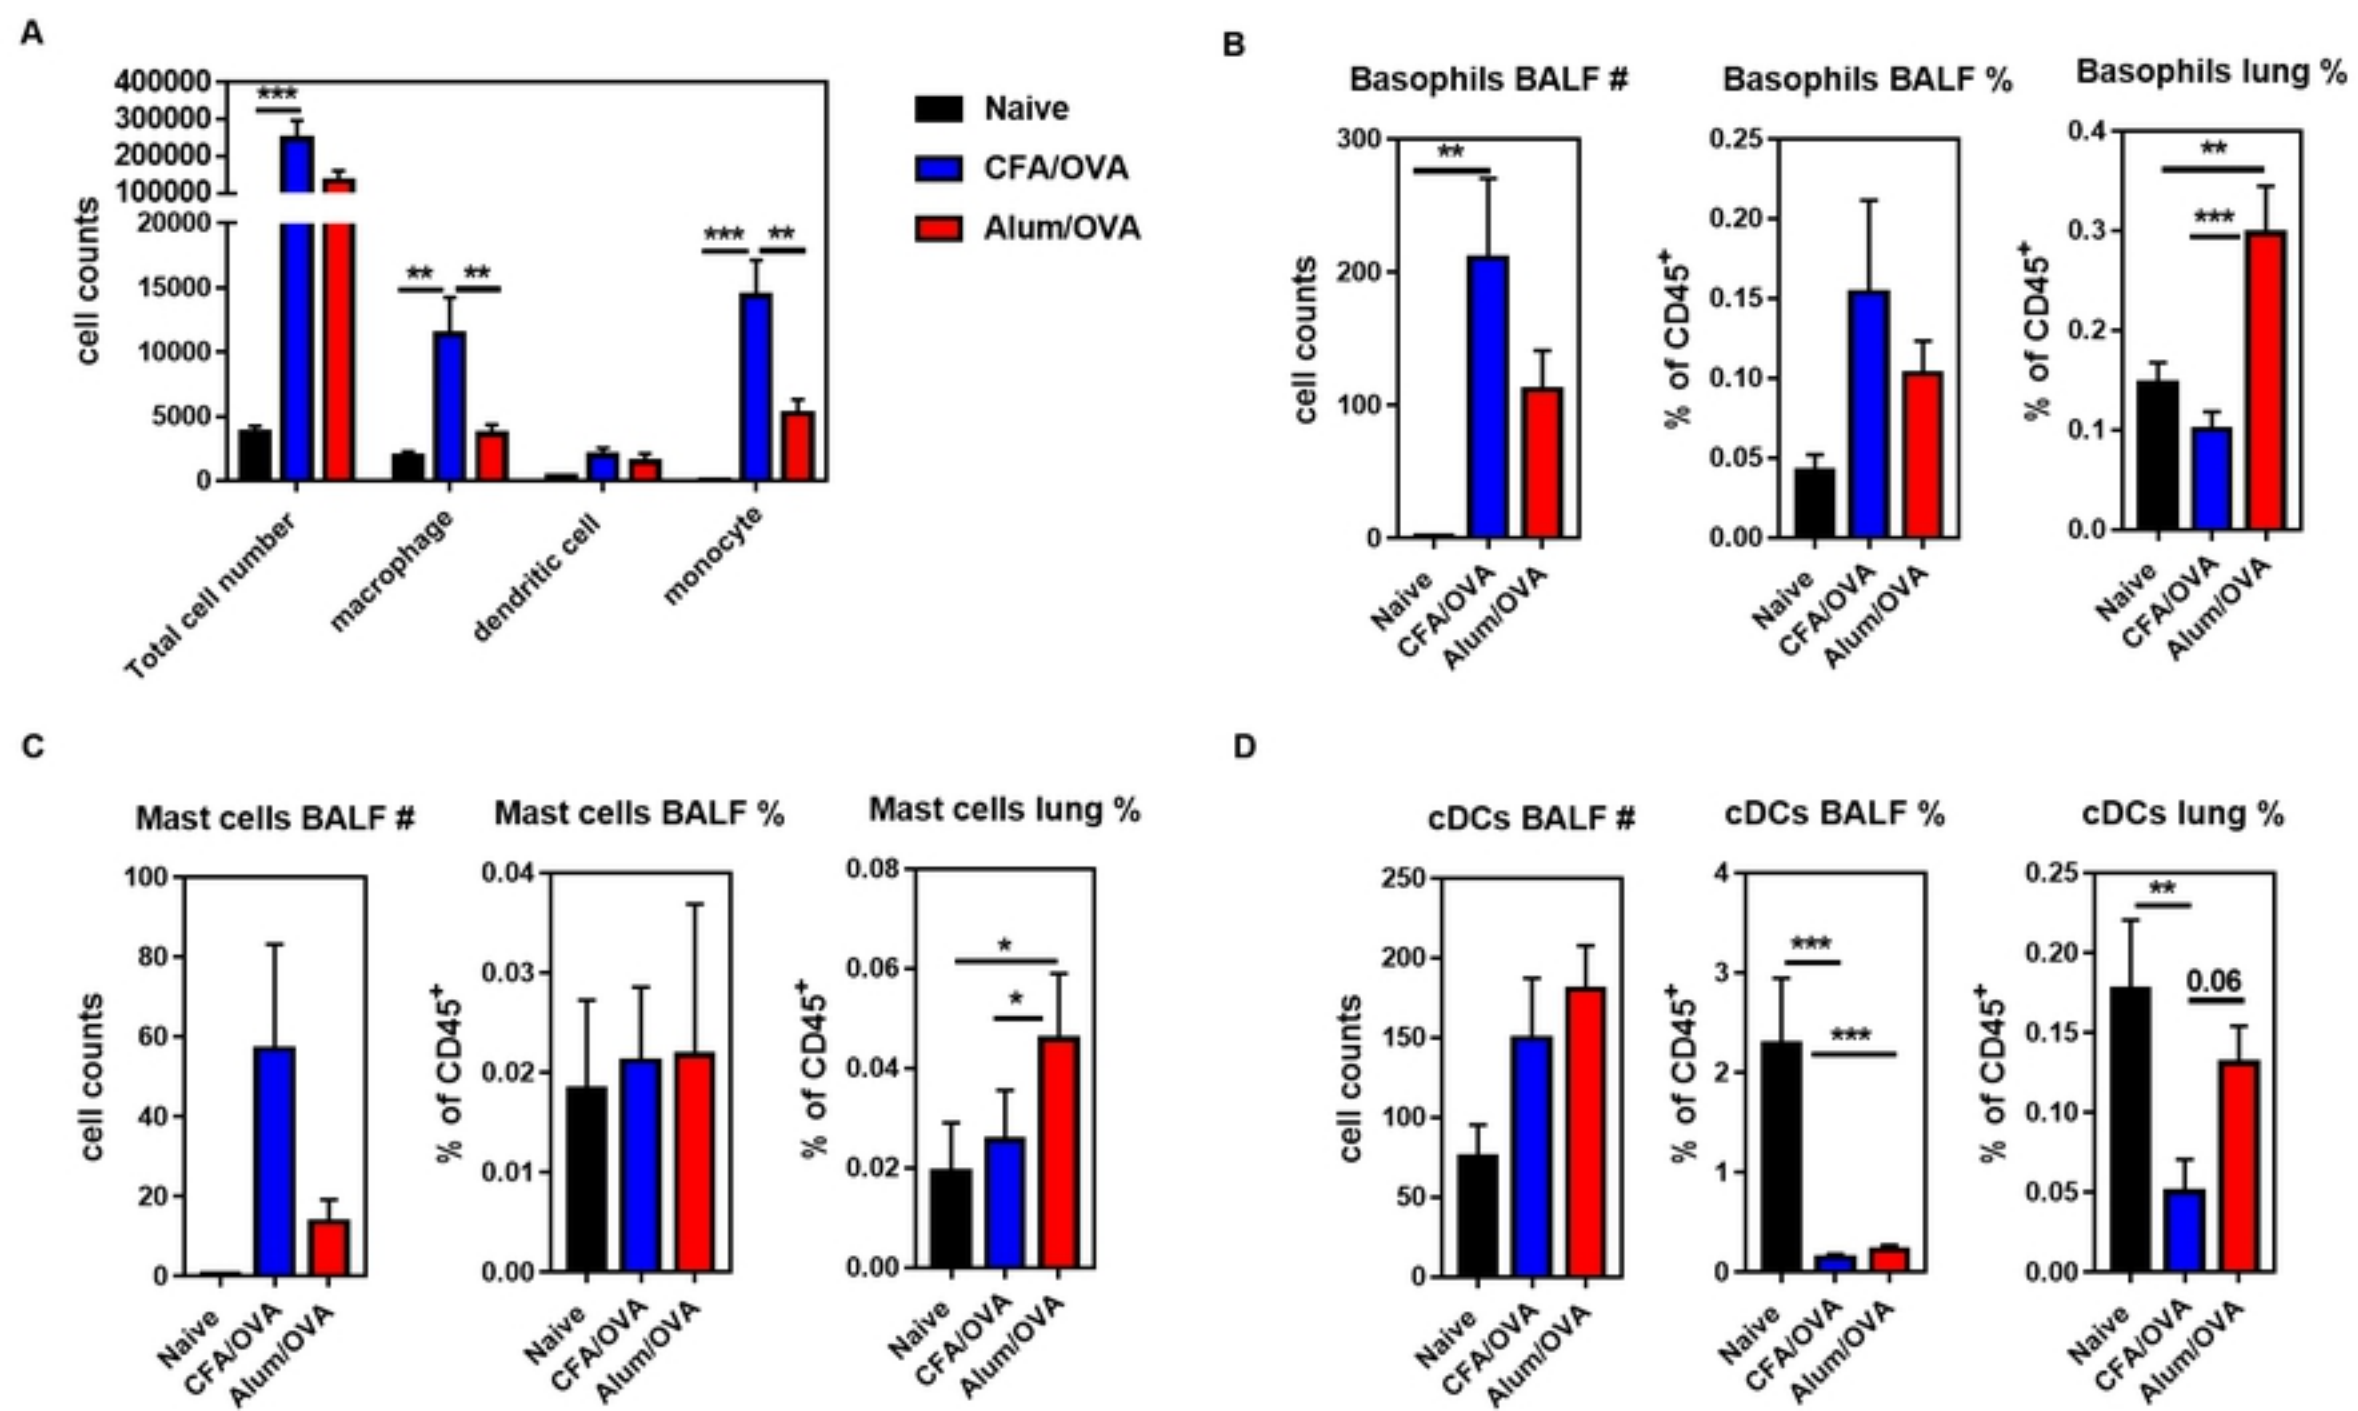 A
400000
300000
200000
100000
20000
15000
10000
5000
0
cell counts
***
** **
*** **
Total cell number
macrophage
dendritic cell
monocyte
Naive
CFA/OVA
Alum/OVA
B
Basophils BALF #
300
200
100
0
cell counts
**
Naive
CFA/OVA
Alum/OVA
Basophils BALF %
0.25
0.20
0.15
0.10
0.05
0.00
% of CD45+
Naive
CFA/OVA
Alum/OVA
Basophils lung %
0.4
0.3
0.2
0.1
0.0
% of CD45+
**
***
Naive
CFA/OVA
Alum/OVA
C
Mast cells BALF #
100
80
60
40
20
0
cell counts
Naive
CFA/OVA
Alum/OVA
Mast cells BALF %
0.04
0.03
0.02
0.01
0.00
% of CD45+
Naive
CFA/OVA
Alum/OVA
Mast cells lung %
0.08
0.06
0.04
0.02
0.00
% of CD45+
*
*
Naive
CFA/OVA
Alum/OVA
D
cDCs BALF #
250
200
150
100
50
0
cell counts
Naive
CFA/OVA
Alum/OVA
cDCs BALF %
4
3
2
1
0
% of CD45+
***
***
Naive
CFA/OVA
Alum/OVA
cDCs lung %
0.25
0.20
0.15
0.10
0.05
0.00
% of CD45+
**
0.06
Naive
CFA/OVA
Alum/OVA